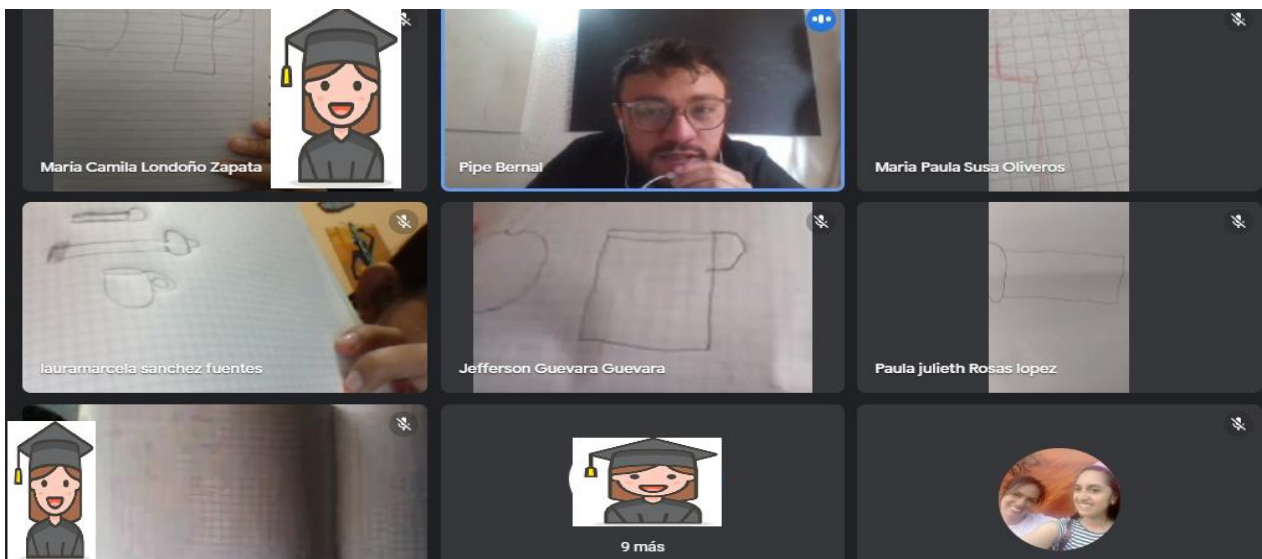 María Camila Londoño Zapata
Pipe Bernal
Maria Paula Susa Oliveros
lauramarcela sanchez fuentes
Jefferson Guevara Guevara
Paula julieth Rosas lopez
9 más